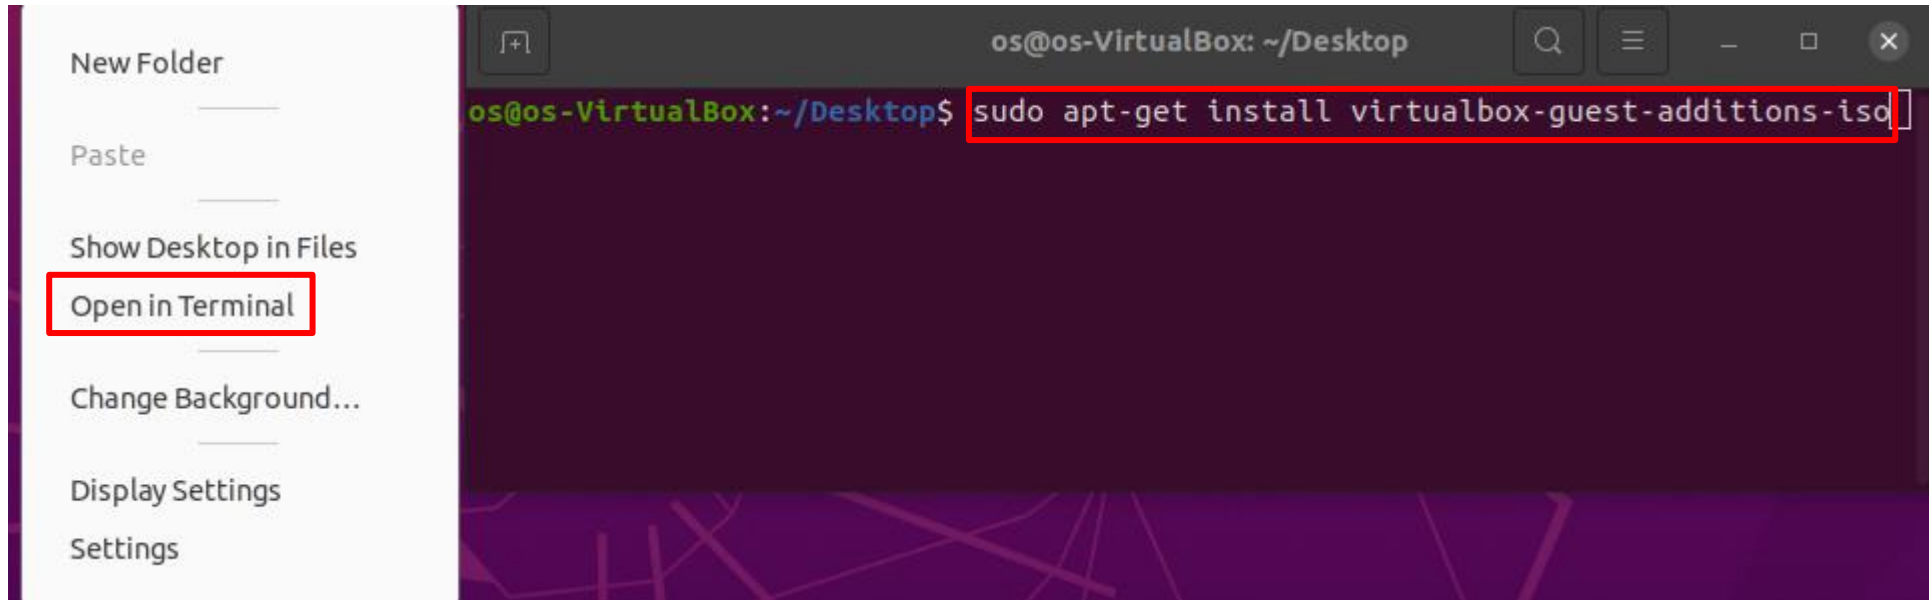 New Folder
Paste
Show Desktop in Files
Open in Terminal
Change Background...
Display Settings
Settings
os@os-VirtualBox: ~/Desktop
os@os-VirtualBox:~/Desktop$ sudo apt-get install virtualbox-guest-additions-iso